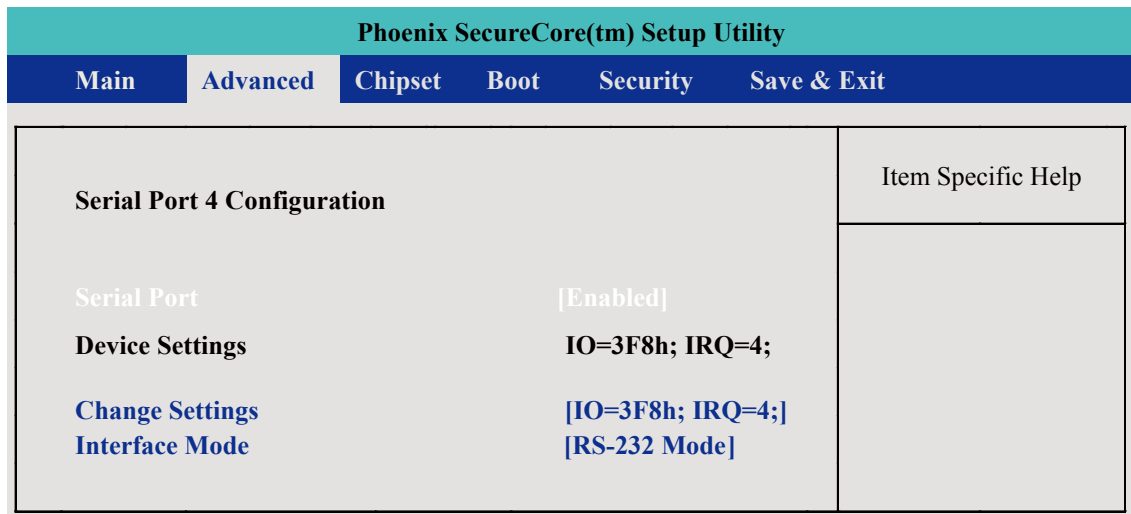 Phoenix SecureCore(tm) Setup Utility
Main Advanced Chipset Boot Security Save & Exit
Serial Port 4 Configuration
Item Specific Help
Serial Port [Enabled]
Device Settings IO=3F8h; IRQ=4;
Change Settings [IO=3F8h; IRQ=4;]
Interface Mode [RS-232 Mode]